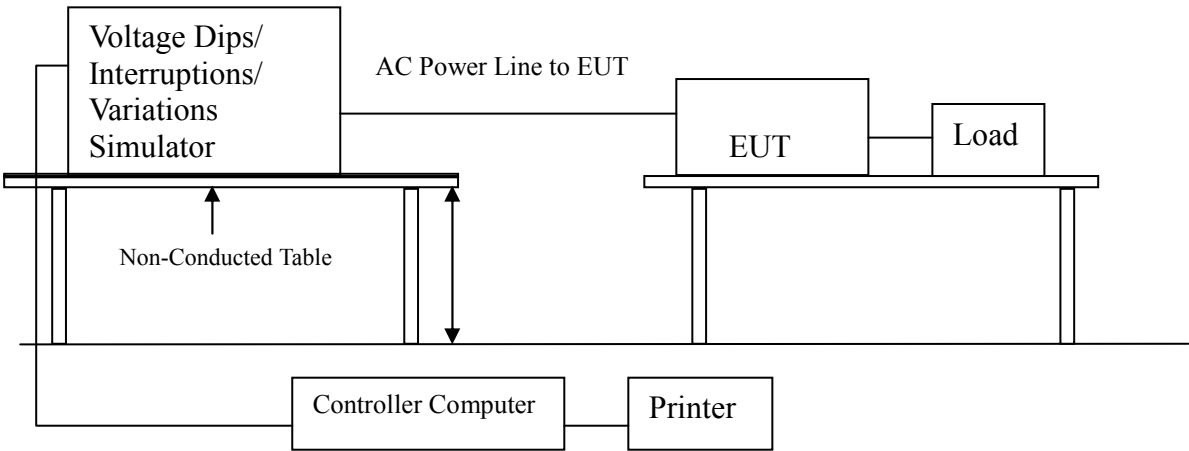 Voltage Dips/
Interruptions/
Variations
Simulator
AC Power Line to EUT
EUT
Load
Non-Conducted Table
Controller Computer
Printer